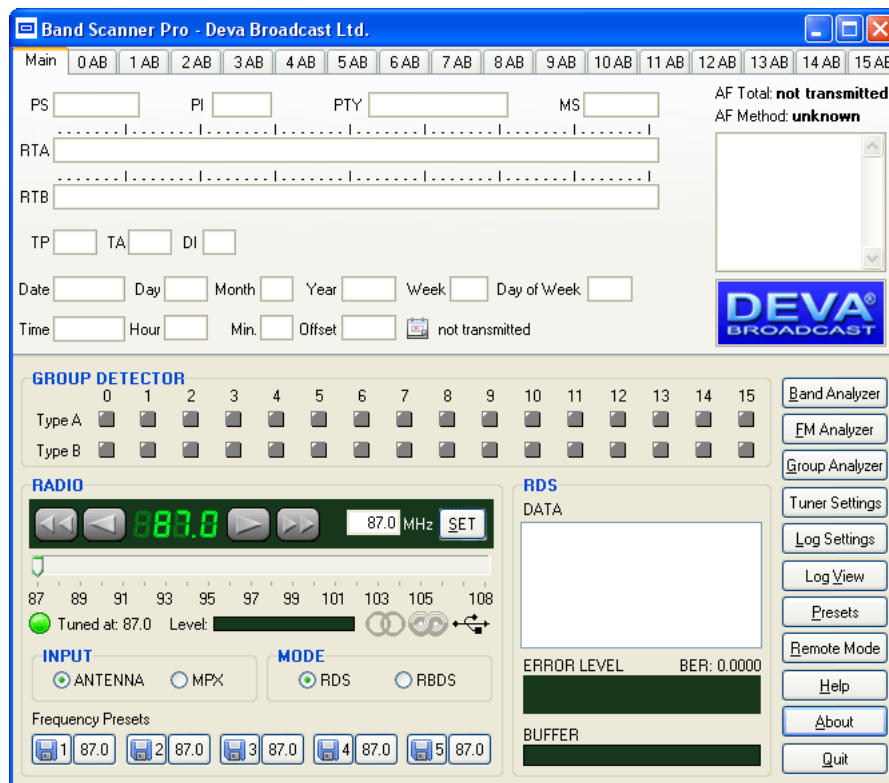 Band Scanner Pro - Deva Broadcast Ltd.
Main 0 AB 1 AB 2 AB 3 AB 4 AB 5 AB 6 AB 7 AB 8 AB 9 AB 10 AB 11 AB 12 AB 13 AB 14 AB 15 AB
PS PI PTY MS
AF Total: not transmitted
AF Method: unknown
RTA
RTB
TP TA DI
Date Day Month Year Week Day of Week
Time Hour Min. Offset not transmitted
DEVA®
BROADCAST
GROUP DETECTOR
0 1 2 3 4 5 6 7 8 9 10 11 12 13 14 15
Type A
Type B
Band Analyzer
FM Analyzer
Group Analyzer
Tuner Settings
Log Settings
Log View
Presets
Remote Mode
Help
About
Quit
RADIO
87.0 87.0 MHz SET
87 89 91 93 95 97 99 101 103 105 108
Tuned at: 87.0 Level:
INPUT
ANTENNA MPX
MODE
RDS RBDS
Frequency Presets
1 87.0 2 87.0 3 87.0 4 87.0 5 87.0
RDS
DATA
ERROR LEVEL BER: 0.0000
BUFFER